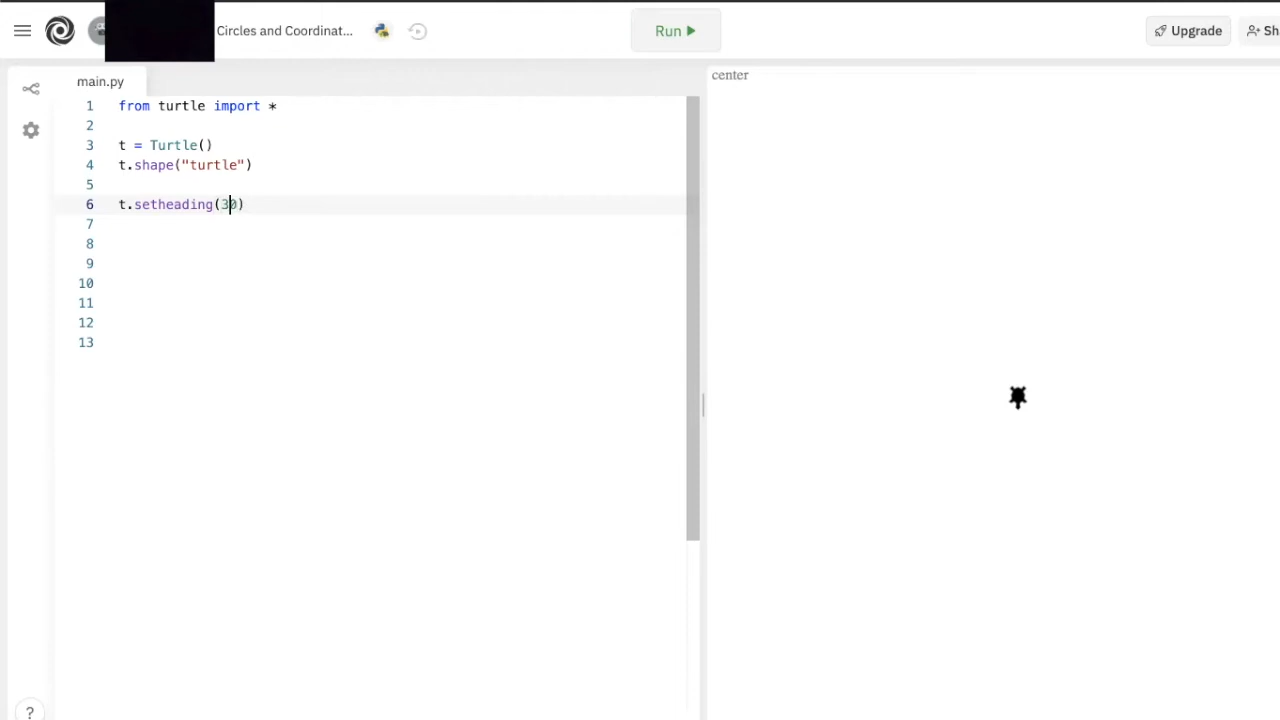 Circles and Coordinat...
Run
Upgrade
Sh
main.py
center
1 from turtle import *
2
3 t = Turtle()
4 t.shape("turtle")
5
6 t.setheading(30)
7
8
9
10
11
12
13
?